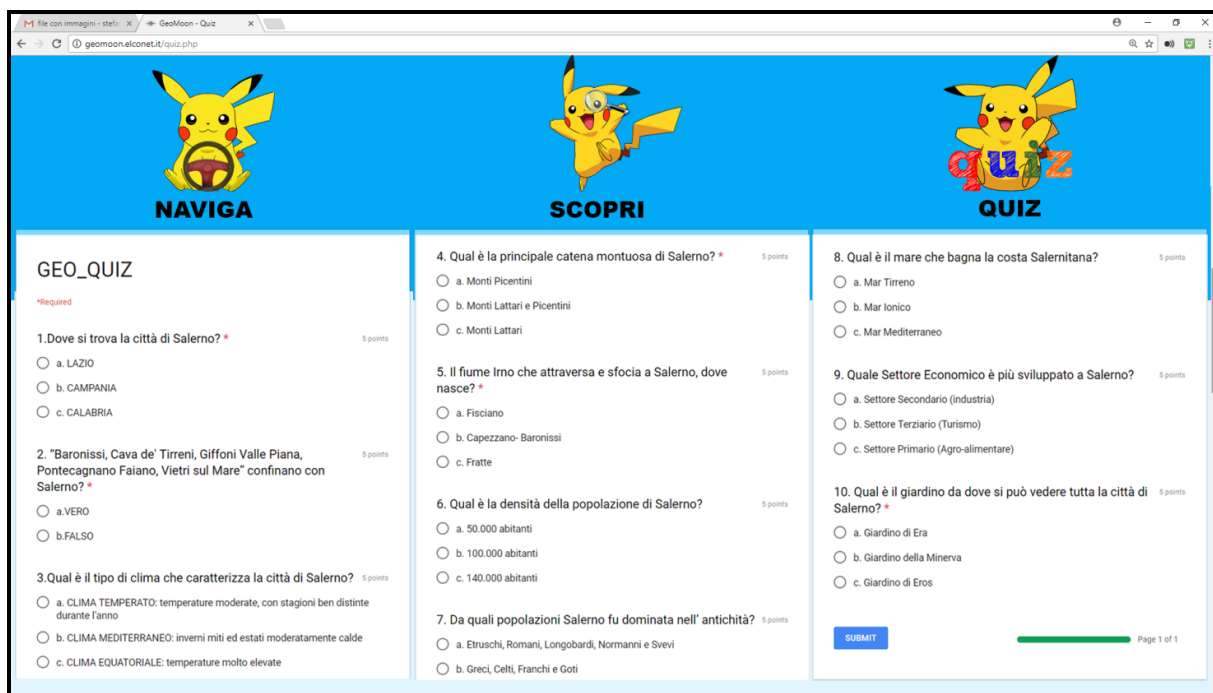 file con immagini - stefa
GeoMoon - Quiz
geomoon.elconet.it/quiz.php
quiz
NAVIGA
SCOPRI
QUIZ
GEO_QUIZ
*Required
1.Dove si trova la città di Salerno? * 5 points
a. LAZIO
b. CAMPANIA
c. CALABRIA
2. "Baronissi, Cava de' Tirreni, Giffoni Valle Piana, 5 points
Pontecagnano Faiano, Vietri sul Mare" confinano con
Salerno? *
a.VERO
b.FALSO
3.Qual è il tipo di clima che caratterizza la città di Salerno? 5 points
a. CLIMA TEMPERATO: temperature moderate, con stagioni ben distinte
durante l'anno
b. CLIMA MEDITERRANEO: inverni miti ed estati moderatamente calde
c. CLIMA EQUATORIALE: temperature molto elevate
4. Qual è la principale catena montuosa di Salerno? * 5 points
a. Monti Picentini
b. Monti Lattari e Picentini
c. Monti Lattari
5. Il fiume Irno che attraversa e sfocia a Salerno, dove 5 points
nasce? *
a. Fisciano
b. Capezzano- Baronissi
c. Fratte
6. Qual è la densità della popolazione di Salerno? 5 points
a. 50.000 abitanti
b. 100.000 abitanti
c. 140.000 abitanti
7. Da quali popolazioni Salerno fu dominata nell' antichità? 5 points
a. Etruschi, Romani, Longobardi, Normanni e Svevi
b. Greci, Celti, Franchi e Goti
8. Qual è il mare che bagna la costa Salernitana? 5 points
a. Mar Tirreno
b. Mar Ionico
c. Mar Mediterraneo
9. Quale Settore Economico è più sviluppato a Salerno? 5 points
a. Settore Secondario (industria)
b. Settore Terziario (Turismo)
c. Settore Primario (Agro-alimentare)
10. Qual è il giardino da dove si può vedere tutta la città di 5 points
Salerno? *
a. Giardino di Era
b. Giardino della Minerva
c. Giardino di Eros
SUBMIT
Page 1 of 1